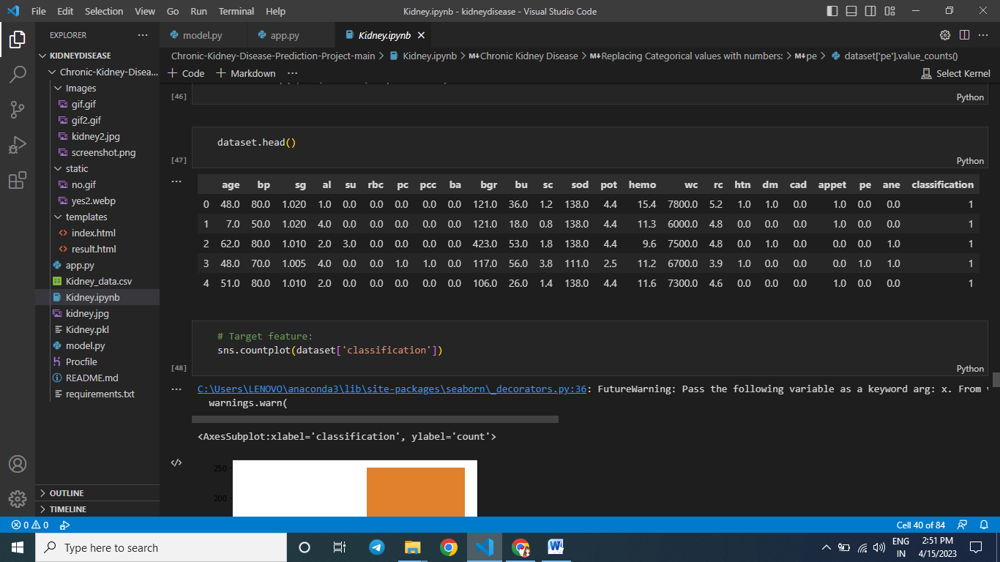 File Edit Selection View Go Run Terminal Help Kidney.ipynb - kidneydisease - Visual Studio Code
EXPLORER
KIDNEYDISEASE
Chronic-Kidney-Disea...
Images
gif.gif
gif2.gif
kidney2.jpg
screenshot.png
static
no.gif
yes2.webp
templates
index.html
result.html
app.py
Kidney_data.csv
Kidney.ipynb
kidney.jpg
Kidney.pkl
model.py
Procfile
README.md
requirements.txt
OUTLINE
TIMELINE
model.py app.py Kidney.ipynb
Chronic-Kidney-Disease-Prediction-Project-main > Kidney.ipynb > M↓Chronic Kidney Disease > M↓Replacing Categorical values with numbers: > M↓pe > dataset['pe'].value_counts()
+ Code + Markdown ... Select Kernel
[46] Python
dataset.head()
[47] Python
age bp sg al su rbc pc pcc ba bgr bu sc sod pot hemo wc rc htn dm cad appet pe ane classification
0 48.0 80.0 1.020 1.0 0.0 0.0 0.0 0.0 0.0 121.0 36.0 1.2 138.0 4.4 15.4 7800.0 5.2 1.0 1.0 0.0 1.0 0.0 0.0 1
1 7.0 50.0 1.020 4.0 0.0 0.0 0.0 0.0 0.0 121.0 18.0 0.8 138.0 4.4 11.3 6000.0 4.8 0.0 0.0 0.0 1.0 0.0 0.0 1
2 62.0 80.0 1.010 2.0 3.0 0.0 0.0 0.0 0.0 423.0 53.0 1.8 138.0 4.4 9.6 7500.0 4.8 0.0 1.0 0.0 0.0 0.0 1.0 1
3 48.0 70.0 1.005 4.0 0.0 0.0 1.0 1.0 0.0 117.0 56.0 3.8 111.0 2.5 11.2 6700.0 3.9 1.0 0.0 0.0 0.0 1.0 1.0 1
4 51.0 80.0 1.010 2.0 0.0 0.0 0.0 0.0 0.0 106.0 26.0 1.4 138.0 4.4 11.6 7300.0 4.6 0.0 0.0 0.0 1.0 0.0 0.0 1
# Target feature:
sns.countplot(dataset['classification'])
[48] Python
C:\Users\LENOVO\anaconda3\lib\site-packages\seaborn\_decorators.py:36: FutureWarning: Pass the following variable as a keyword arg: x. From
warnings.warn(
<AxesSubplot:xlabel='classification', ylabel='count'>
250
200
0 0 Cell 40 of 84
Type here to search
ENG
IN
2:51 PM
4/15/2023